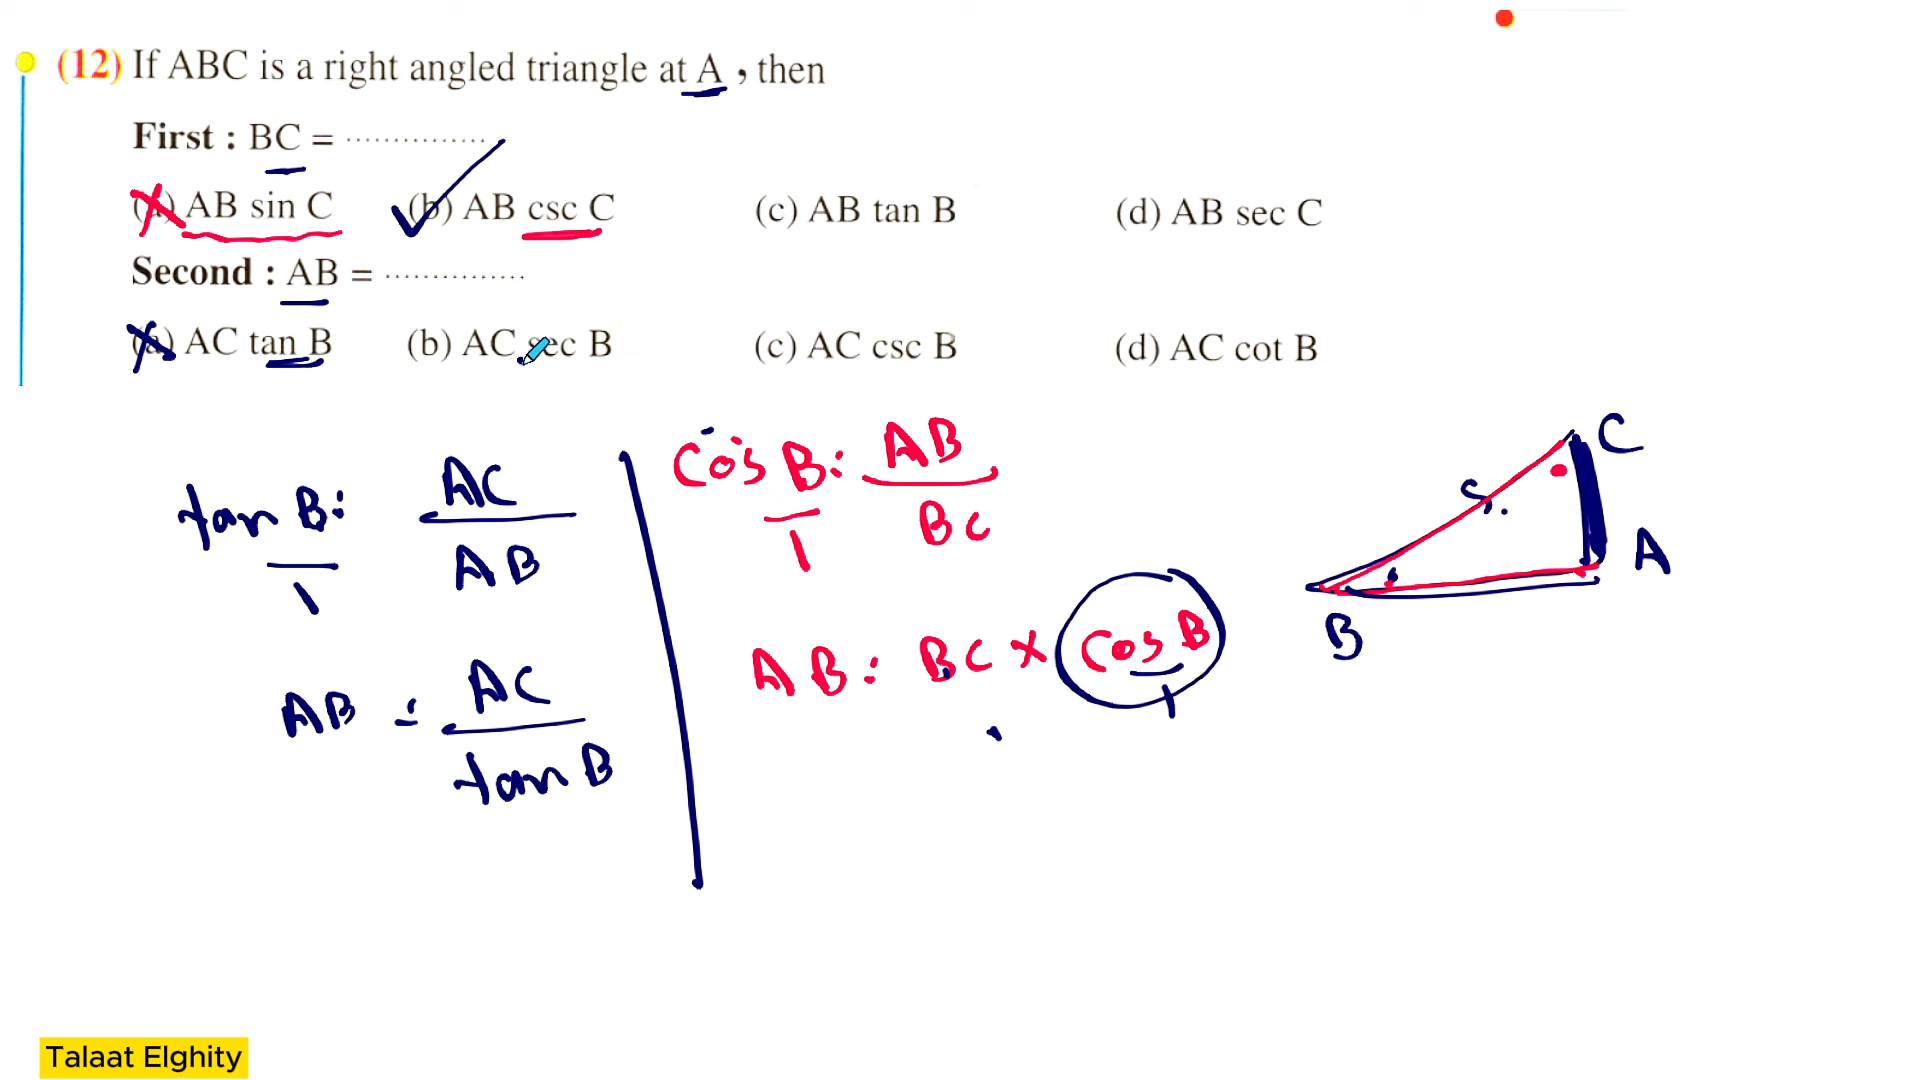 (12) If ABC is a right angled triangle at A , then
First : BC = ...............
(a) AB sin C (b) AB csc C (c) AB tan B (d) AB sec C
Second : AB = ...............
(a) AC tan B (b) AC sec B (c) AC csc B (d) AC cot B
tan B : AC
1 AB
AB = AC
tan B
Cos B : AB
1 BC
AB : BC × Cos B
1
C
A
B
Talaat Elghity